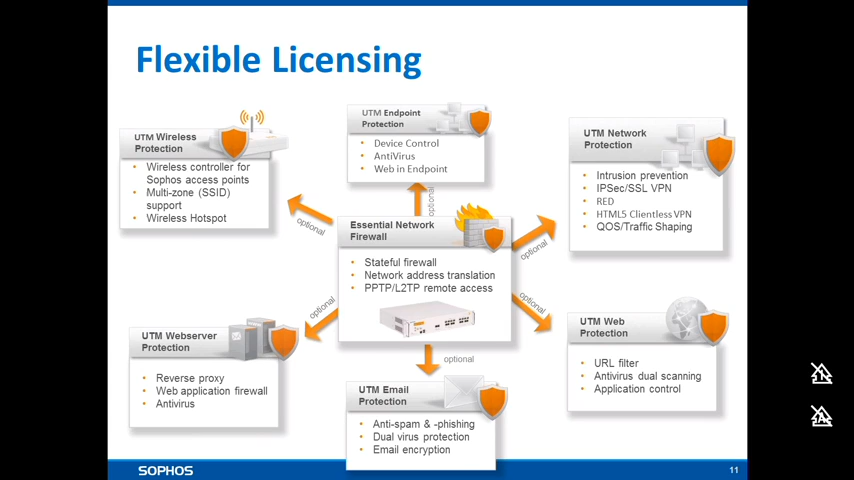 Flexible Licensing
UTM Wireless
Protection
Wireless controller for
Sophos access points
Multi-zone (SSID)
support
Wireless Hotspot
UTM Endpoint
Protection
Device Control
AntiVirus
Web in Endpoint
UTM Network
Protection
Intrusion prevention
IPSec/SSL VPN
RED
HTML5 Clientless VPN
QOS/Traffic Shaping
optional
optional
optional
Essential Network
Firewall
Stateful firewall
Network address translation
PPTP/L2TP remote access
optional
optional
optional
UTM Webserver
Protection
Reverse proxy
Web application firewall
Antivirus
UTM Email
Protection
Anti-spam & -phishing
Dual virus protection
Email encryption
UTM Web
Protection
URL filter
Antivirus dual scanning
Application control
SOPHOS
11